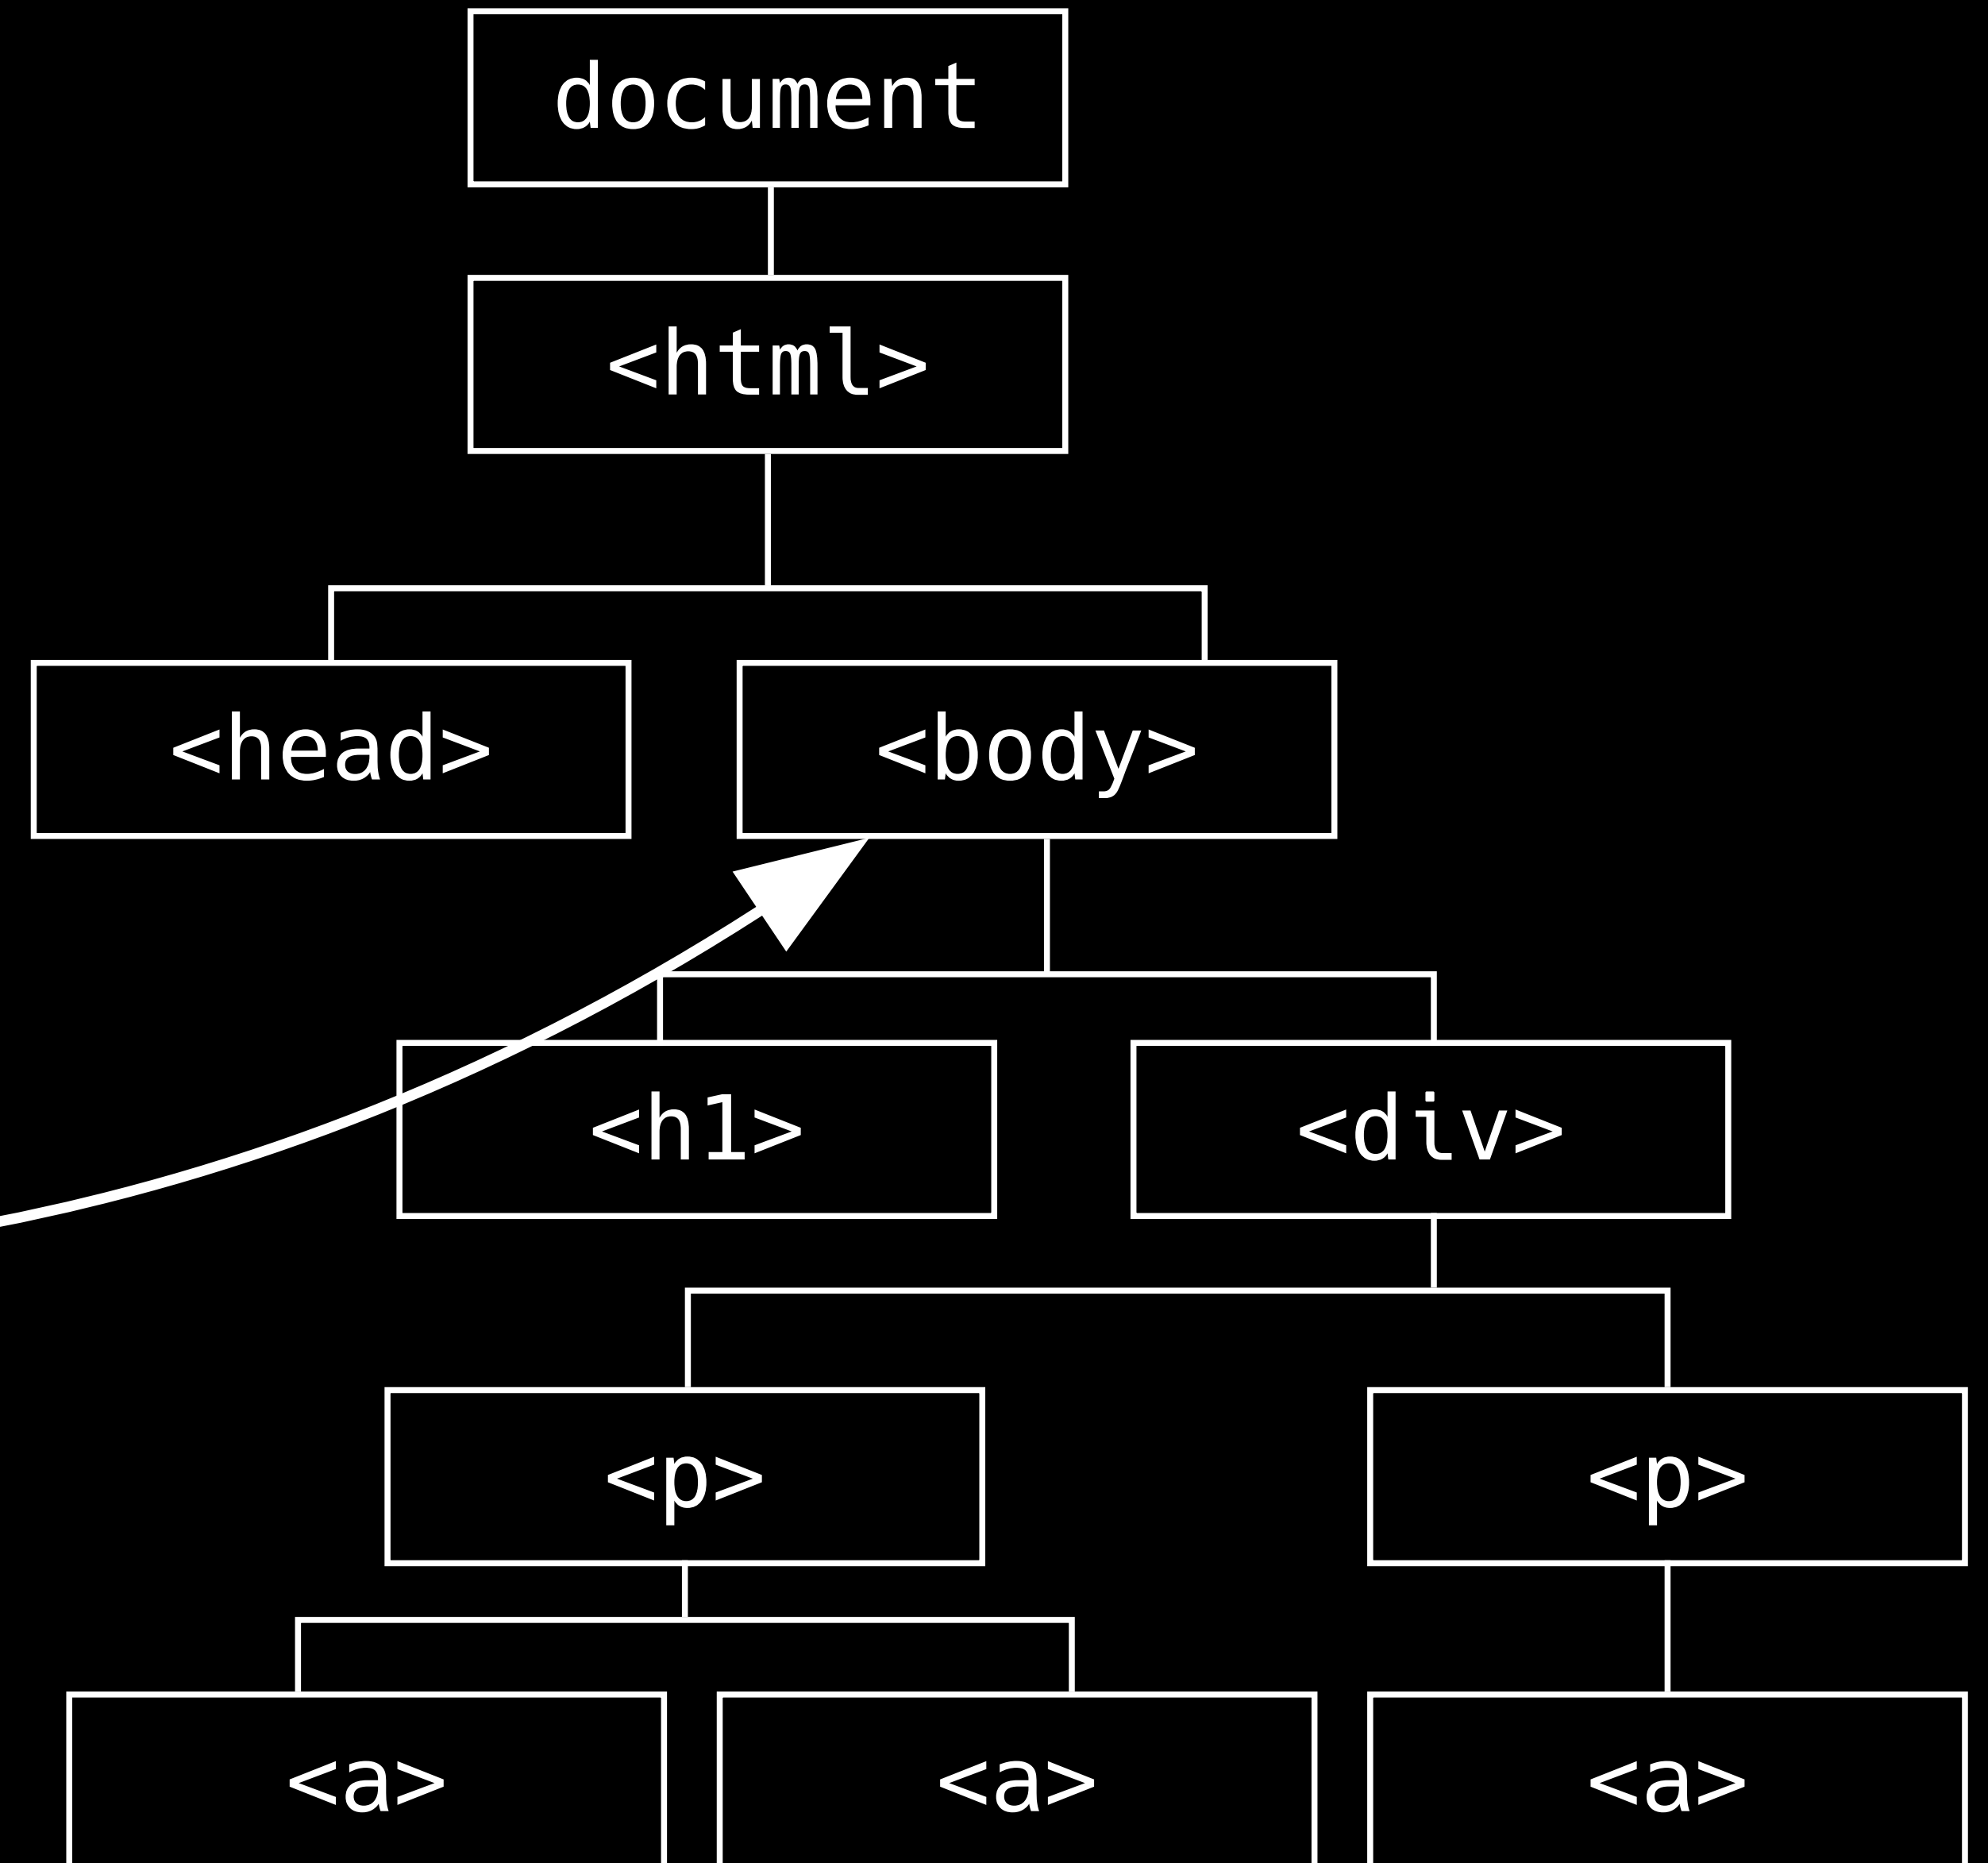 document
<html>
<head> <body>
<h1> <div>
<p> <p>
<a> <a> <a>